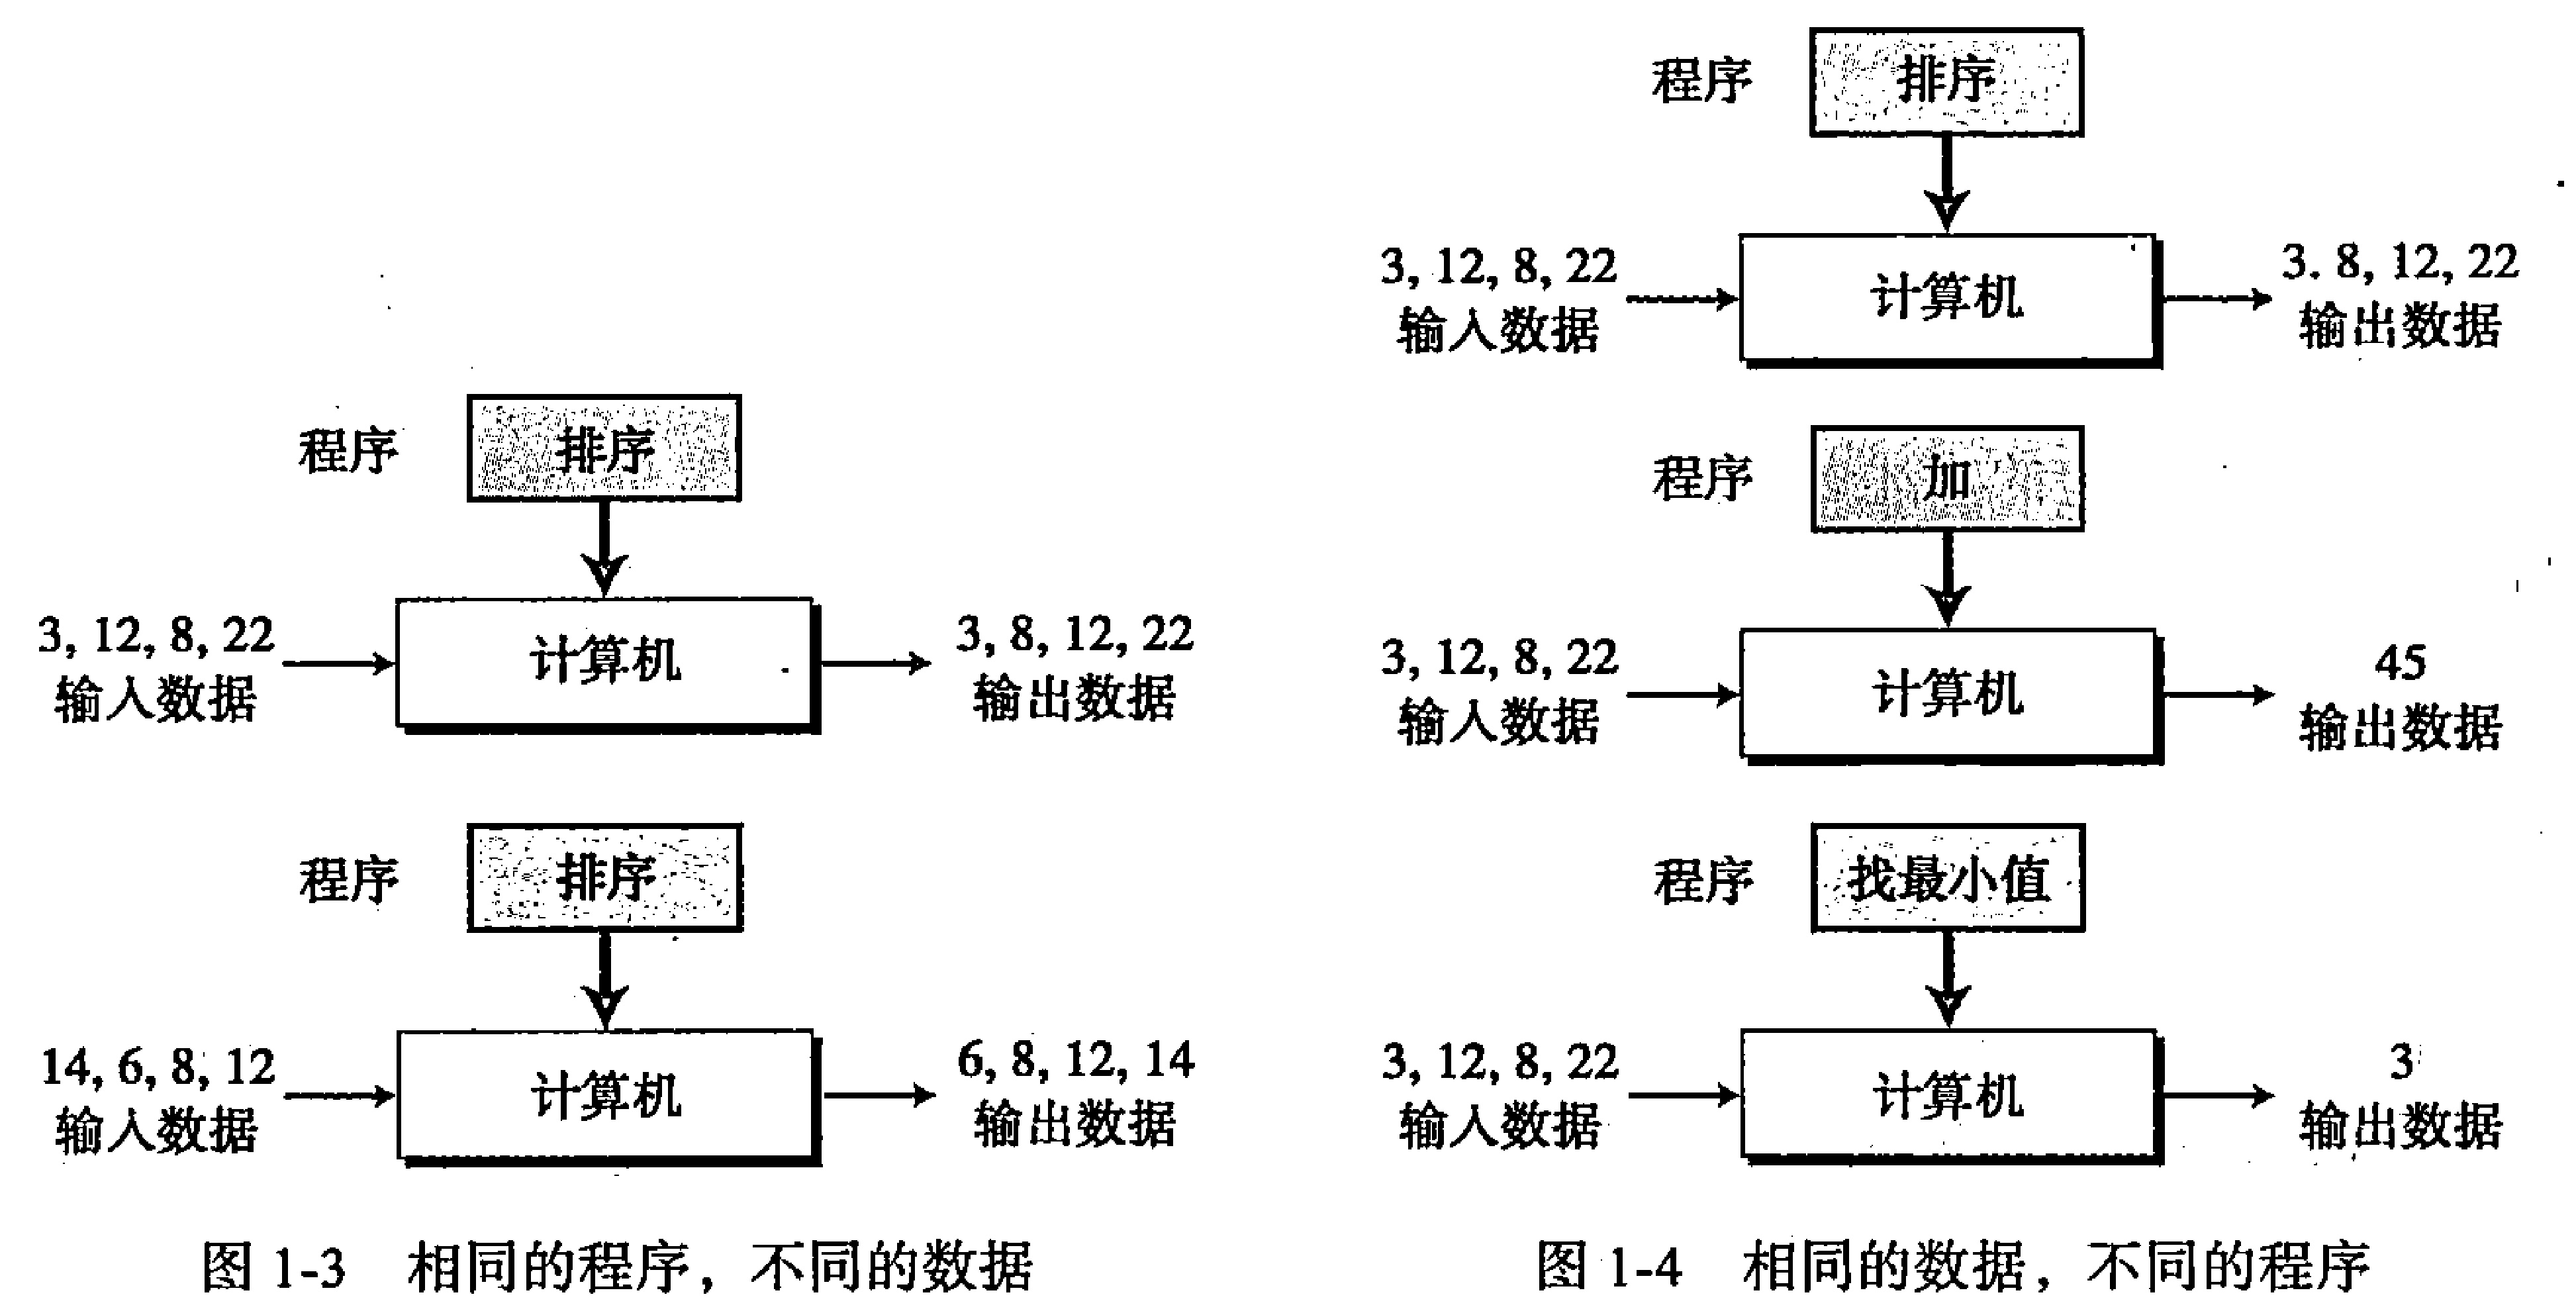 程序 排序
3, 12, 8, 22 计算机 3, 8, 12, 22
输入数据 输出数据
程序 排序
14, 6, 8, 12 计算机 6, 8, 12, 14
输入数据 输出数据
图 1-3 相同的程序，不同的数据
程序 排序
3, 12, 8, 22 计算机 3. 8, 12, 22
输入数据 输出数据
程序 加
3, 12, 8, 22 计算机 45
输入数据 输出数据
程序 找最小值
3, 12, 8, 22 计算机 3
输入数据 输出数据
图 1-4 相同的数据，不同的程序